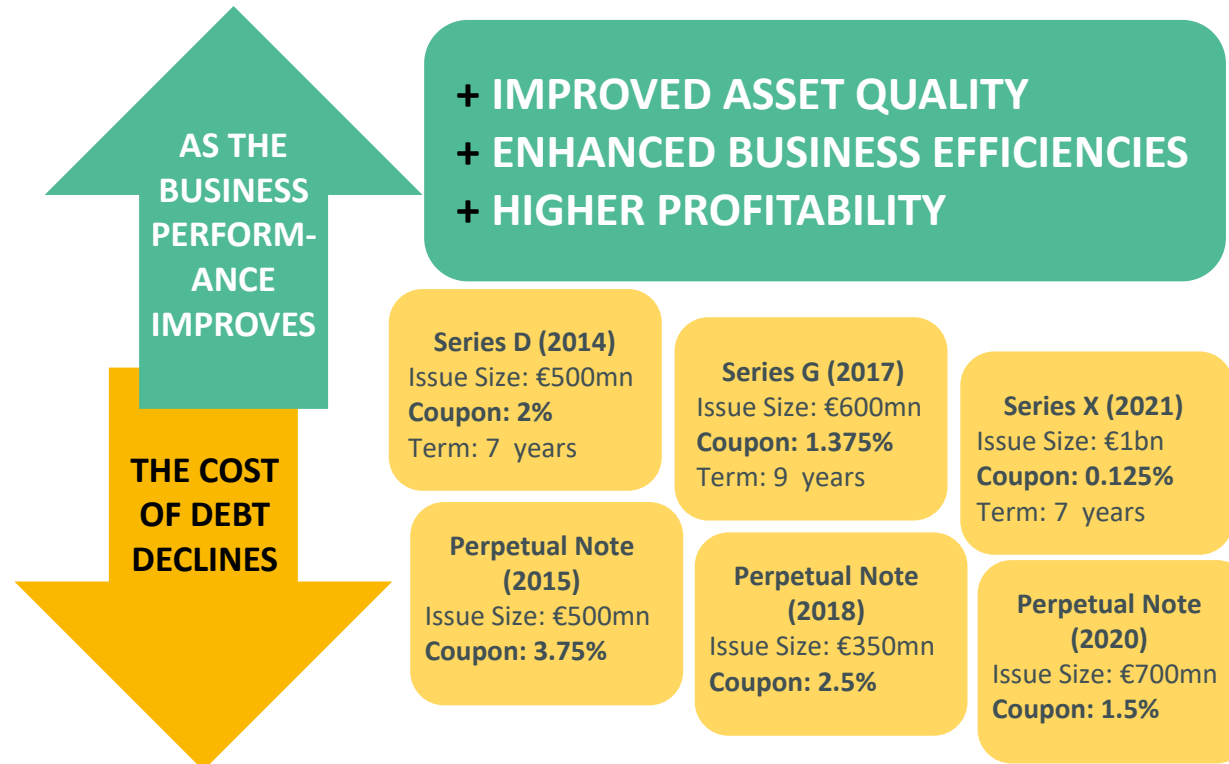 AS THE
BUSINESS
PERFORM-
ANCE
IMPROVES
+ IMPROVED ASSET QUALITY
+ ENHANCED BUSINESS EFFICIENCIES
+ HIGHER PROFITABILITY
THE COST
OF DEBT
DECLINES
Series D (2014)
Issue Size: €500mn
Coupon: 2%
Term: 7 years
Series G (2017)
Issue Size: €600mn
Coupon: 1.375%
Term: 9 years
Series X (2021)
Issue Size: €1bn
Coupon: 0.125%
Term: 7 years
Perpetual Note
(2015)
Issue Size: €500mn
Coupon: 3.75%
Perpetual Note
(2018)
Issue Size: €350mn
Coupon: 2.5%
Perpetual Note
(2020)
Issue Size: €700mn
Coupon: 1.5%